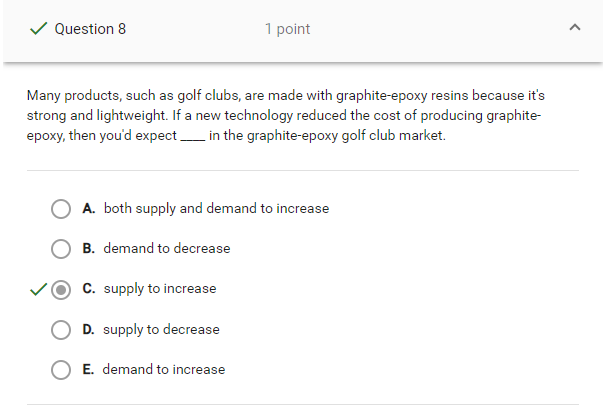 Question 8 1 point
Many products, such as golf clubs, are made with graphite-epoxy resins because it's
strong and lightweight. If a new technology reduced the cost of producing graphite-
epoxy, then you'd expect ____ in the graphite-epoxy golf club market.
A. both supply and demand to increase
B. demand to decrease
C. supply to increase
D. supply to decrease
E. demand to increase